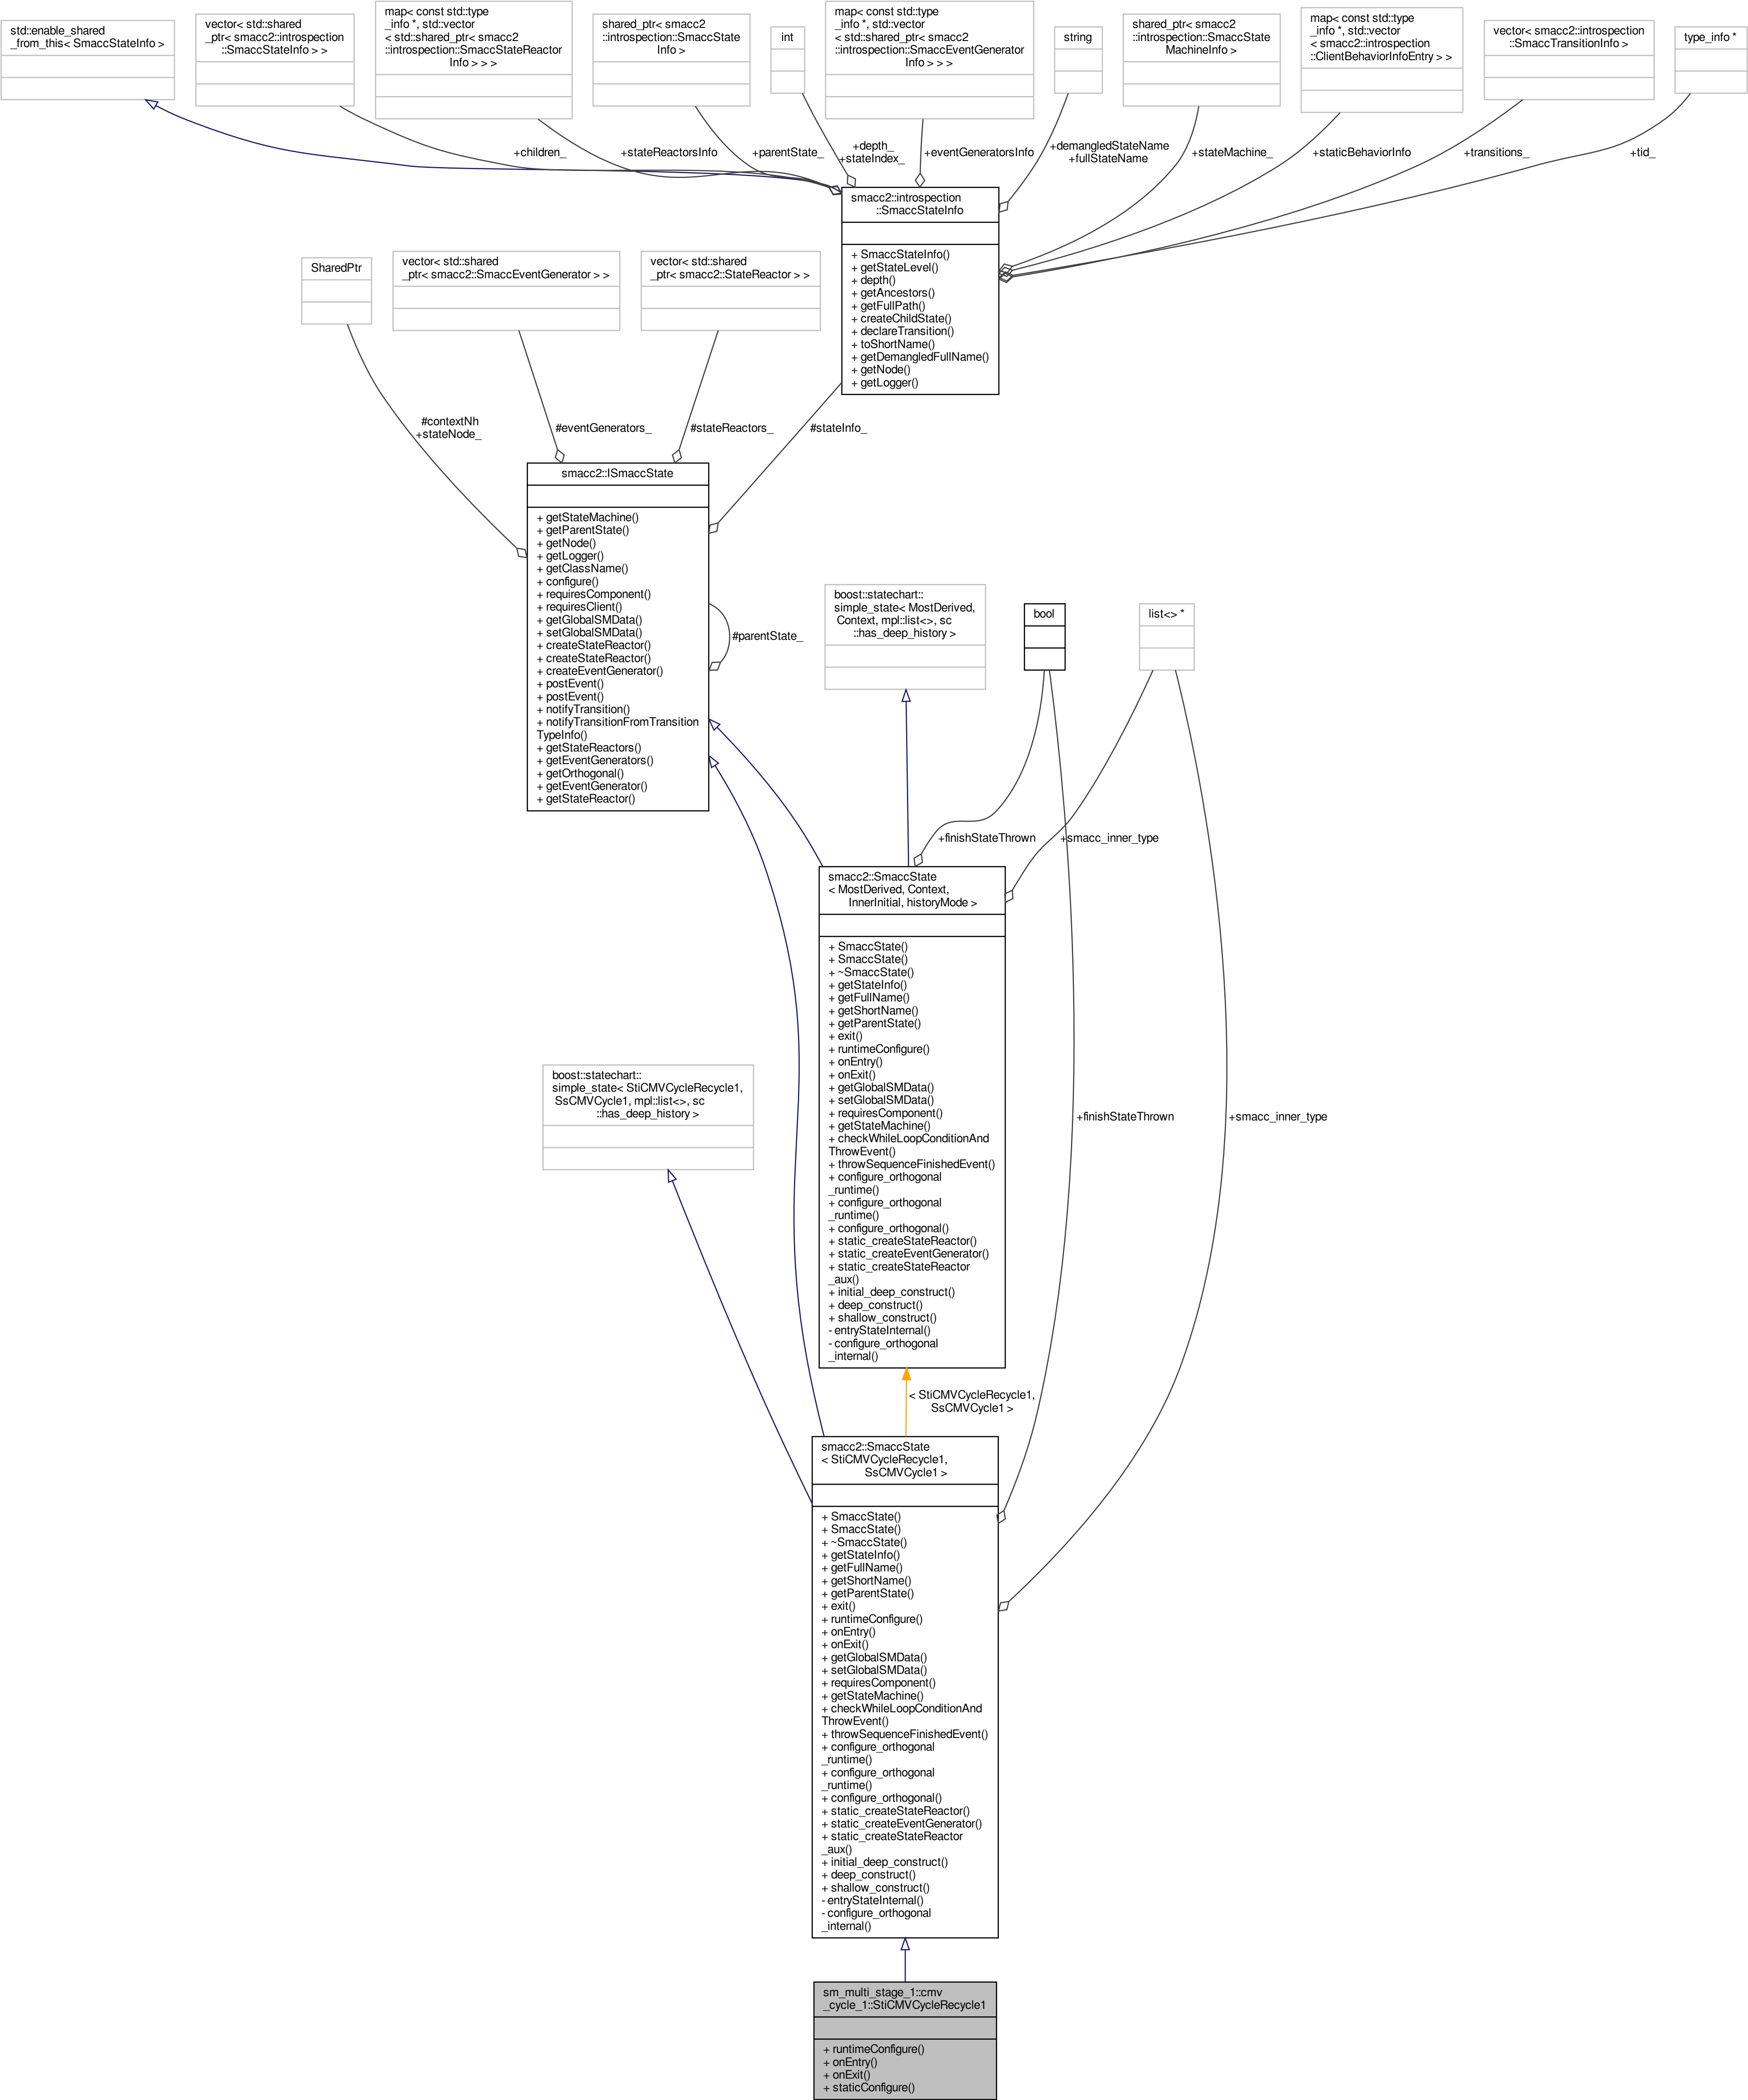 std::enable_shared
_from_this< SmaccStateInfo >
vector< std::shared
_ptr< smacc2::introspection
::SmaccStateInfo > >
map< const std::type
_info *, std::vector
< std::shared_ptr< smacc2
::introspection::SmaccStateReactor
Info > > >
shared_ptr< smacc2
::introspection::SmaccState
Info >
int
map< const std::type
_info *, std::vector
< std::shared_ptr< smacc2
::introspection::SmaccEventGenerator
Info > > >
string
shared_ptr< smacc2
::introspection::SmaccState
MachineInfo >
map< const std::type
_info *, std::vector
< smacc2::introspection
::ClientBehaviorInfoEntry > >
vector< smacc2::introspection
::SmaccTransitionInfo >
type_info *
+children_
+stateReactorsInfo
+parentState_
+depth_
+stateIndex_
+eventGeneratorsInfo
+demangledStateName
+fullStateName
+stateMachine_
+staticBehaviorInfo
+transitions_
+tid_
smacc2::introspection
::SmaccStateInfo
+ SmaccStateInfo()
+ getStateLevel()
+ depth()
+ getAncestors()
+ getFullPath()
+ createChildState()
+ declareTransition()
+ toShortName()
+ getDemangledFullName()
+ getNode()
+ getLogger()
SharedPtr
vector< std::shared
_ptr< smacc2::SmaccEventGenerator > >
vector< std::shared
_ptr< smacc2::StateReactor > >
#contextNh
+stateNode_
#eventGenerators_
#stateReactors_
#stateInfo_
smacc2::ISmaccState
+ getStateMachine()
+ getParentState()
+ getNode()
+ getLogger()
+ getClassName()
+ configure()
+ requiresComponent()
+ requiresClient()
+ getGlobalSMData()
+ setGlobalSMData()
+ createStateReactor()
+ createStateReactor()
+ createEventGenerator()
+ postEvent()
+ postEvent()
+ notifyTransition()
+ notifyTransitionFromTransition
TypeInfo()
+ getStateReactors()
+ getEventGenerators()
+ getOrthogonal()
+ getEventGenerator()
+ getStateReactor()
#parentState_
boost::statechart::
simple_state< MostDerived,
Context, mpl::list<>, sc
::has_deep_history >
bool
list<> *
+finishStateThrown
+smacc_inner_type
smacc2::SmaccState
< MostDerived, Context,
InnerInitial, historyMode >
+ SmaccState()
+ SmaccState()
+ ~SmaccState()
+ getStateInfo()
+ getFullName()
+ getShortName()
+ getParentState()
+ exit()
+ runtimeConfigure()
+ onEntry()
+ onExit()
+ getGlobalSMData()
+ setGlobalSMData()
+ requiresComponent()
+ getStateMachine()
+ checkWhileLoopConditionAnd
ThrowEvent()
+ throwSequenceFinishedEvent()
+ configure_orthogonal
_runtime()
+ configure_orthogonal
_runtime()
+ configure_orthogonal()
+ static_createStateReactor()
+ static_createEventGenerator()
+ static_createStateReactor
_aux()
+ initial_deep_construct()
+ deep_construct()
+ shallow_construct()
- entryStateInternal()
- configure_orthogonal
_internal()
boost::statechart::
simple_state< StiCMVCycleRecycle1,
SsCMVCycle1, mpl::list<>, sc
::has_deep_history >
+finishStateThrown
+smacc_inner_type
< StiCMVCycleRecycle1,
SsCMVCycle1 >
smacc2::SmaccState
< StiCMVCycleRecycle1,
SsCMVCycle1 >
+ SmaccState()
+ SmaccState()
+ ~SmaccState()
+ getStateInfo()
+ getFullName()
+ getShortName()
+ getParentState()
+ exit()
+ runtimeConfigure()
+ onEntry()
+ onExit()
+ getGlobalSMData()
+ setGlobalSMData()
+ requiresComponent()
+ getStateMachine()
+ checkWhileLoopConditionAnd
ThrowEvent()
+ throwSequenceFinishedEvent()
+ configure_orthogonal
_runtime()
+ configure_orthogonal
_runtime()
+ configure_orthogonal()
+ static_createStateReactor()
+ static_createEventGenerator()
+ static_createStateReactor
_aux()
+ initial_deep_construct()
+ deep_construct()
+ shallow_construct()
- entryStateInternal()
- configure_orthogonal
_internal()
sm_multi_stage_1::cmv
_cycle_1::StiCMVCycleRecycle1
+ runtimeConfigure()
+ onEntry()
+ onExit()
+ staticConfigure()